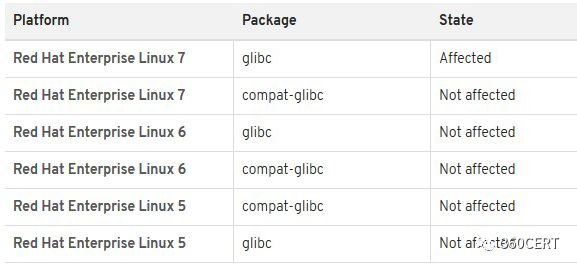 Platform Package State
Red Hat Enterprise Linux 7 glibc Affected
Red Hat Enterprise Linux 7 compat-glibc Not affected
Red Hat Enterprise Linux 6 glibc Not affected
Red Hat Enterprise Linux 6 compat-glibc Not affected
Red Hat Enterprise Linux 5 compat-glibc Not affected
Red Hat Enterprise Linux 5 glibc Not affected
360CERT